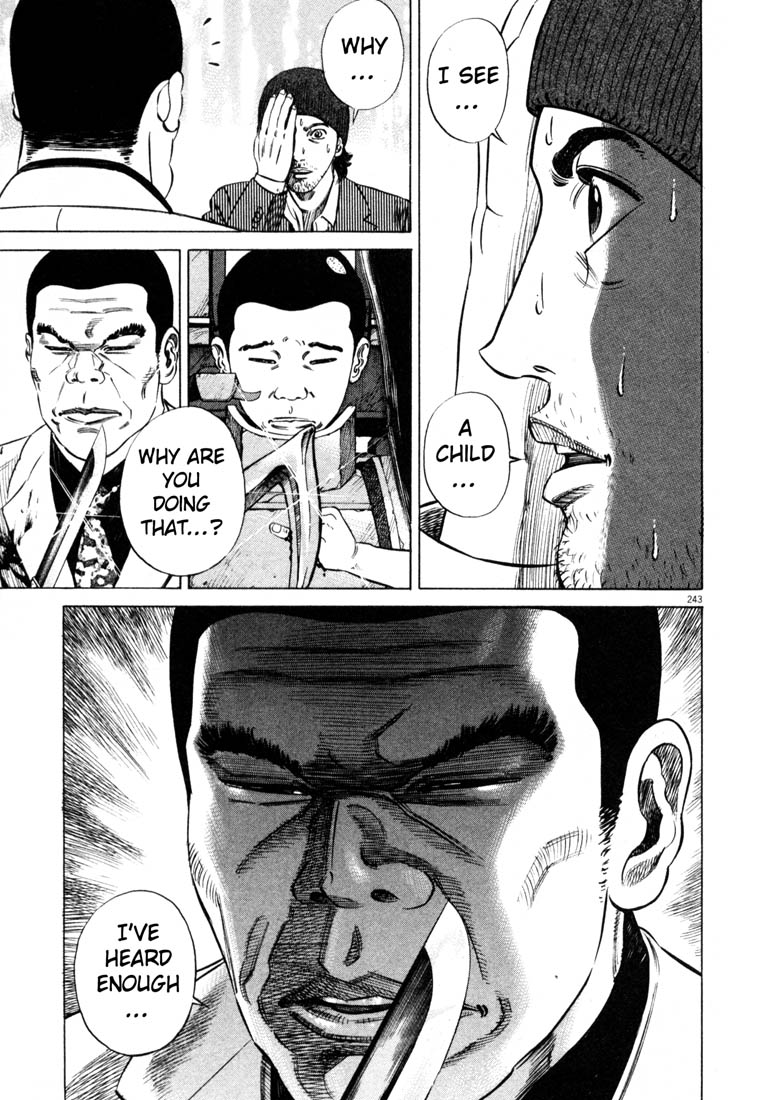 I SEE
...
A
CHILD
...
WHY
...
WHY ARE
YOU
DOING
THAT...?
243
I'VE
HEARD
ENOUGH
...